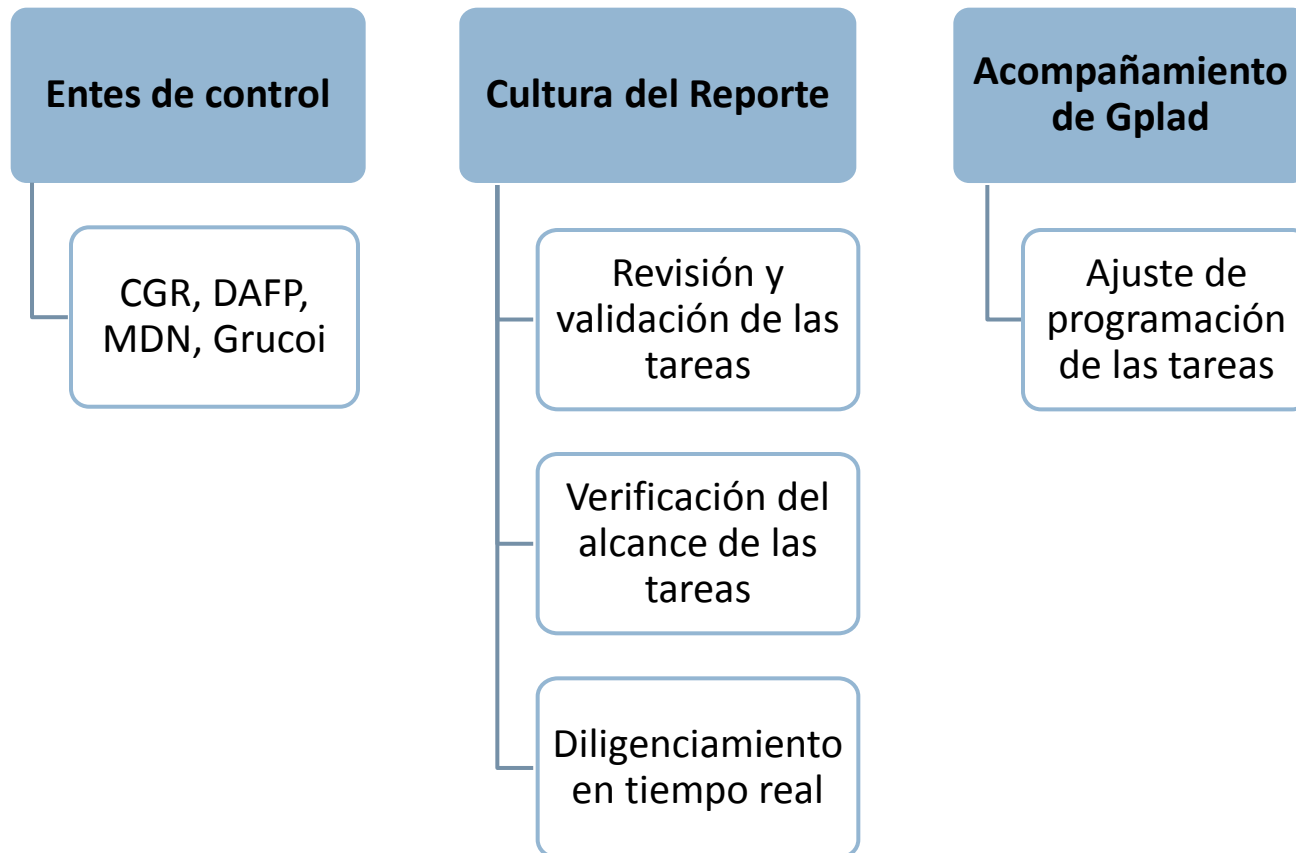 Entes de control
CGR, DAFP,
MDN, Grucoi
Cultura del Reporte
Revisión y
validación de las
tareas
Verificación del
alcance de las
tareas
Diligenciamiento
en tiempo real
Acompañamiento
de Gplad
Ajuste de
programación
de las tareas